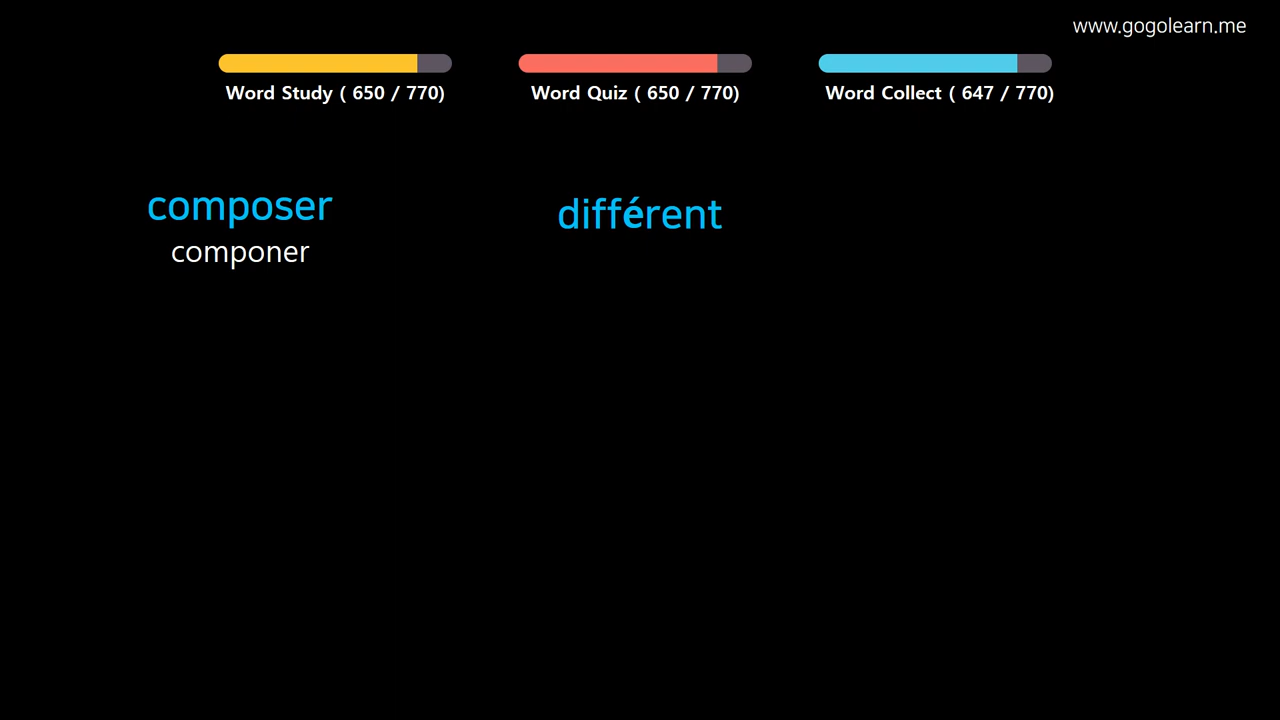 www.gogolearn.me
Word Study ( 650 / 770)
Word Quiz ( 650 / 770)
Word Collect ( 647 / 770)
composer
componer
différent